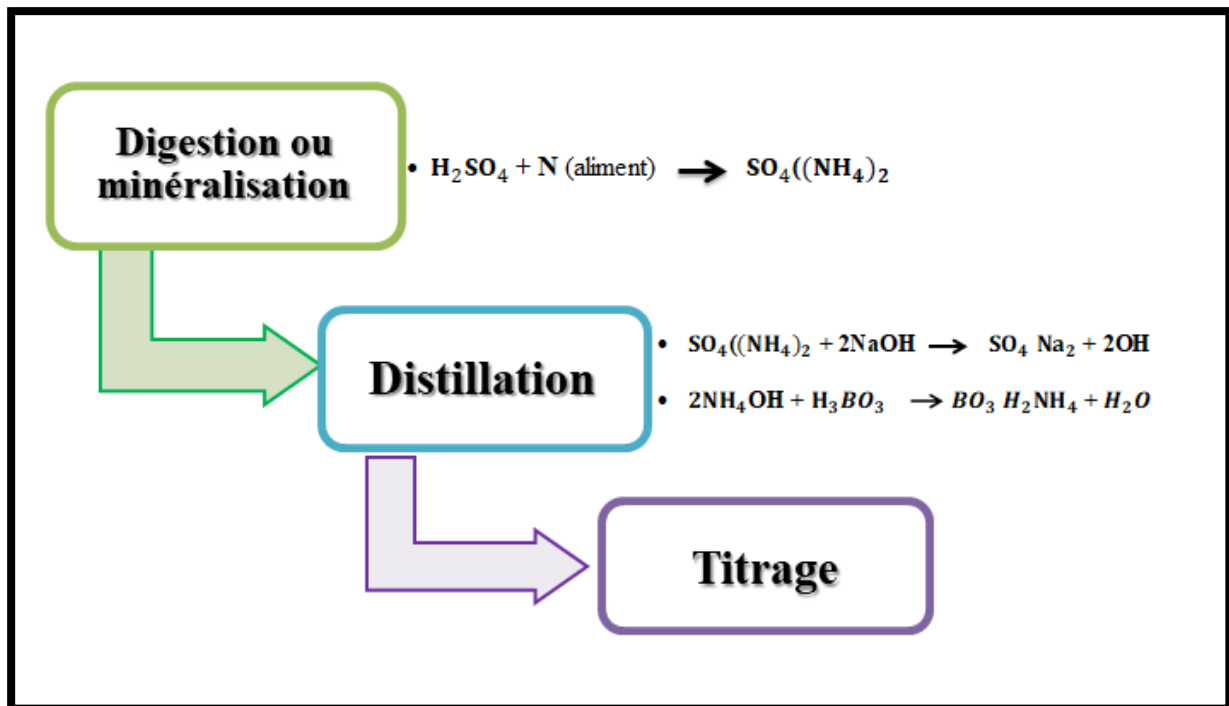 Digestion ou
minéralisation
• H₂SO₄ + N (aliment) → SO₄((NH₄)₂
Distillation
• SO₄((NH₄)₂ + 2NaOH → SO₄ Na₂ + 2OH
• 2NH₄OH + H₃BO₃ → BO₃ H₂NH₄ + H₂O
Titrage